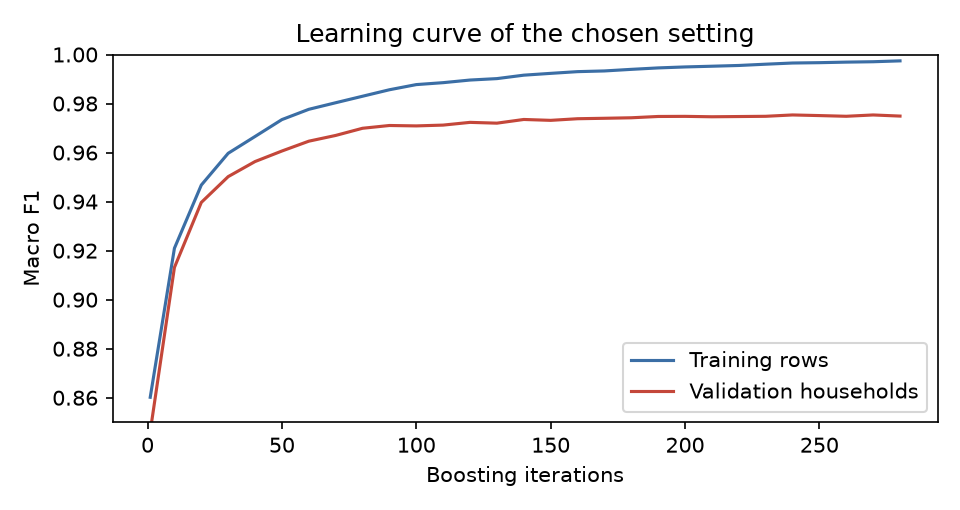 Learning curve of the chosen setting
1.00
0.98
0.96
0.94
0.92
0.90
0.88
0.86
Macro F1
Training rows
Validation households
0 50 100 150 200 250
Boosting iterations